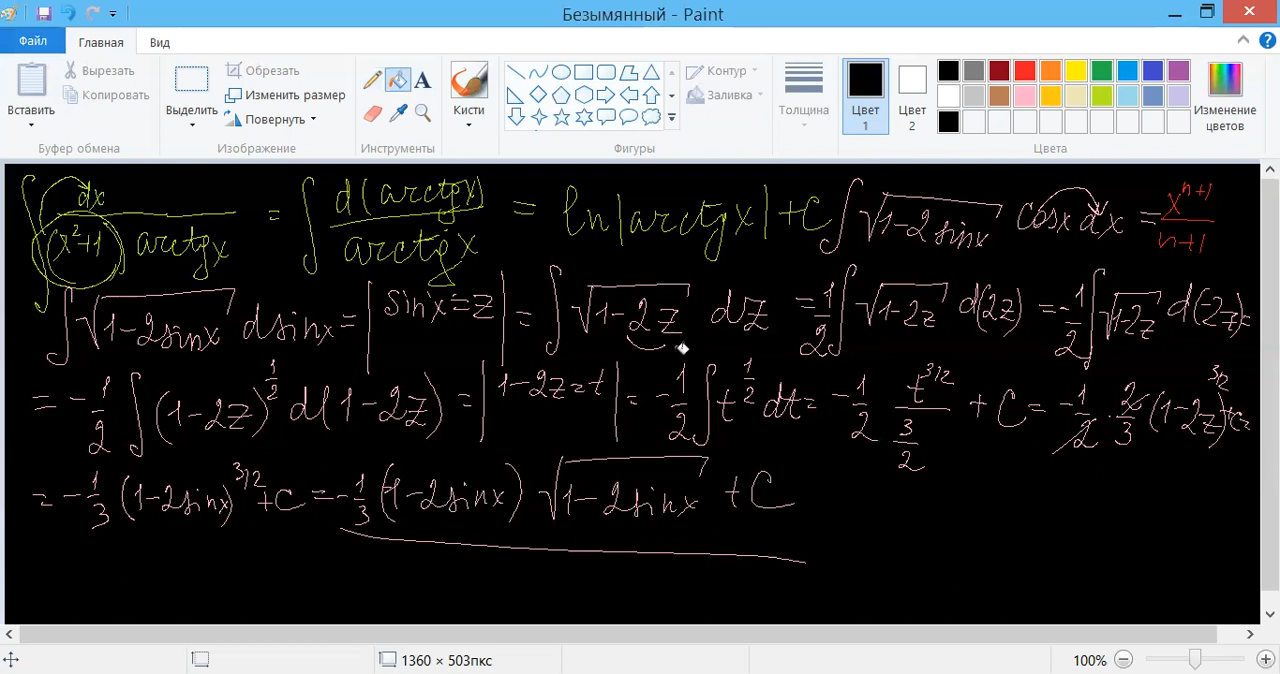 Безымянный - Paint
Файл Главная Вид
Вставить
Вырезать
Копировать
Буфер обмена
Выделить
Обрезать
Изменить размер
Повернуть
Изображение
A
Инструменты
Кисти
Контур
Заливка
Фигуры
Толщина
Цвет 1
Цвет 2
Изменение цветов
Цвета
∫ dx / ((x²+1) arctgx) = ∫ d(arctgx) / arctgx = ln|arctgx| + C ∫ √(1-2sinx) cosx dx = x^(n+1) / (n+1)
∫ √(1-2sinx) dsinx = |sinx = z| = ∫ √(1-2z) dz = 1/2 ∫ √(1-2z) d(2z) = -1/2 ∫ √(1-2z) d(-2z) =
= -1/2 ∫ (1-2z)^(1/2) d(1-2z) = |1-2z = t| = -1/2 ∫ t^(1/2) dt = -1/2 t^(3/2) / (3/2) + C = -1/2 · 2/3 (1-2z)^(3/2) + C =
= -1/3 (1-2sinx)^(3/2) + C = -1/3 (1-2sinx) √(1-2sinx) + C
1360 × 503пкс
100%